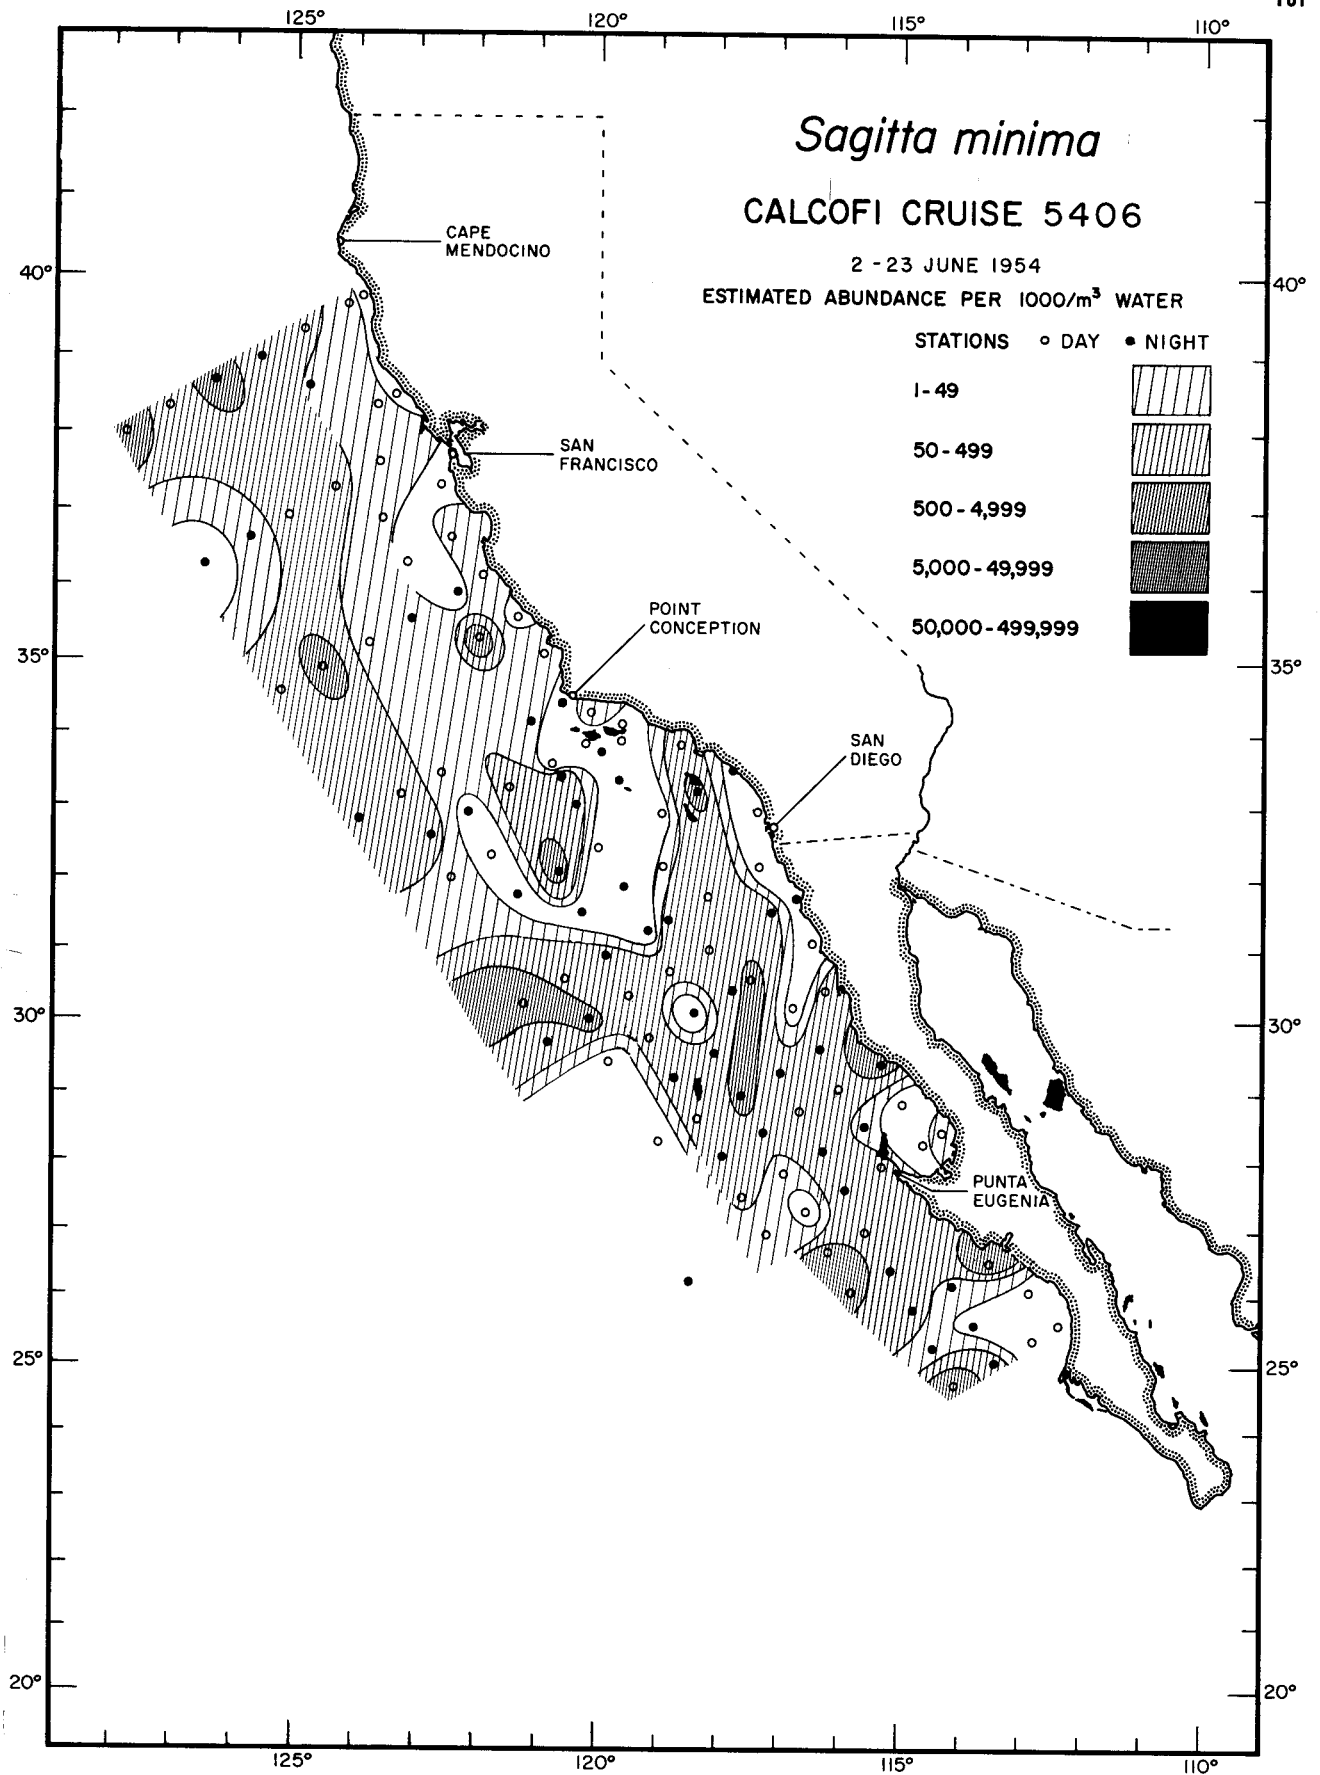 125°
120°
115°
110°
Sagitta minima
CALCOFI CRUISE 5406
2 - 23 JUNE 1954
ESTIMATED ABUNDANCE PER 1000/m³ WATER
STATIONS ○ DAY ● NIGHT
1 - 49
50 - 499
500 - 4,999
5,000 - 49,999
50,000 - 499,999
CAPE
MENDOCINO
40°
40°
SAN
FRANCISCO
POINT
CONCEPTION
35°
35°
SAN
DIEGO
30°
30°
PUNTA
EUGENIA
25°
25°
20°
20°
125°
120°
115°
110°